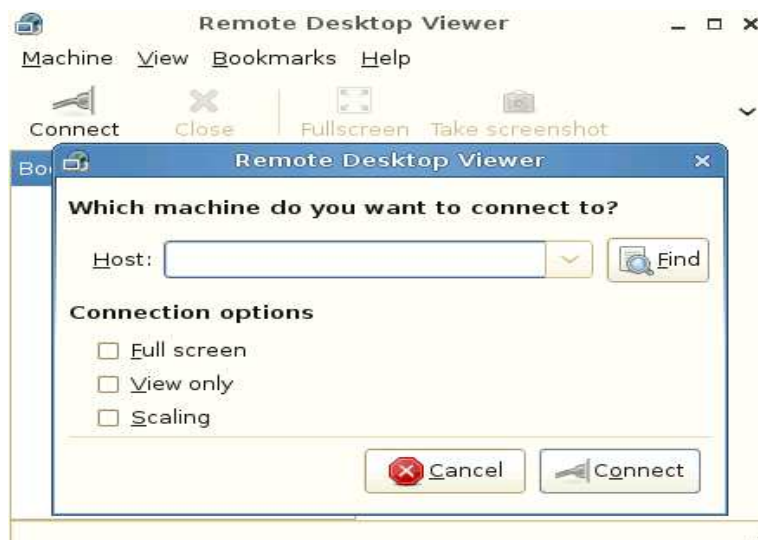 Remote Desktop Viewer
Machine View Bookmarks Help
Connect Close Fullscreen Take screenshot
Boo
Remote Desktop Viewer
Which machine do you want to connect to?
Host: Find
Connection options
Full screen
View only
Scaling
Cancel Connect